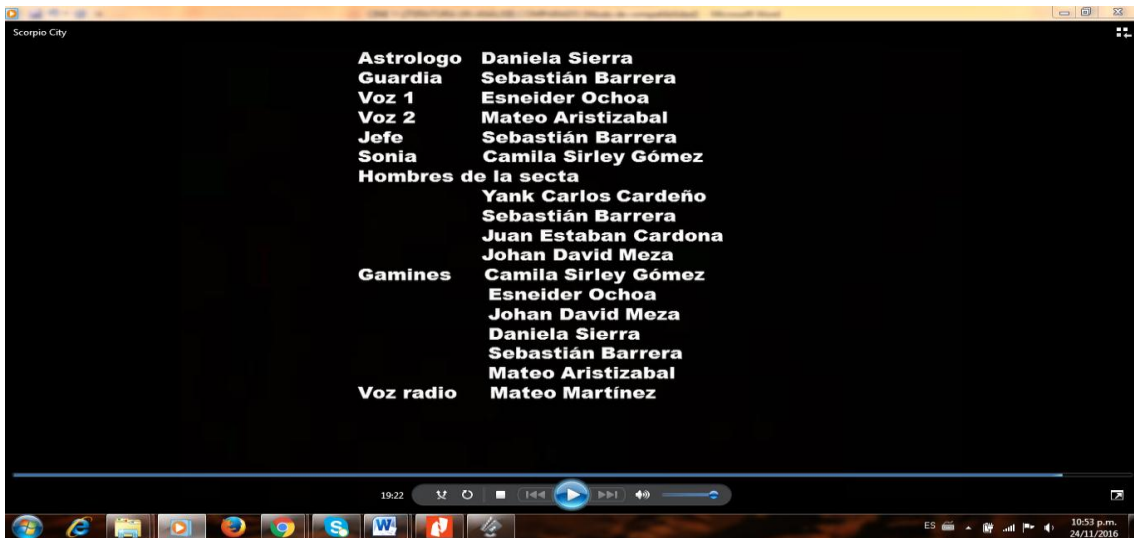 Scorpio City
Astrologo Daniela Sierra
Guardia Sebastián Barrera
Voz 1 Esneider Ochoa
Voz 2 Mateo Aristizabal
Jefe Sebastián Barrera
Sonia Camila Sirley Gómez
Hombres de la secta
Yank Carlos Cardeño
Sebastián Barrera
Juan Estaban Cardona
Johan David Meza
Gamines Camila Sirley Gómez
Esneider Ochoa
Johan David Meza
Daniela Sierra
Sebastián Barrera
Mateo Aristizabal
Voz radio Mateo Martínez
19:22
ES
10:53 p.m.
24/11/2016